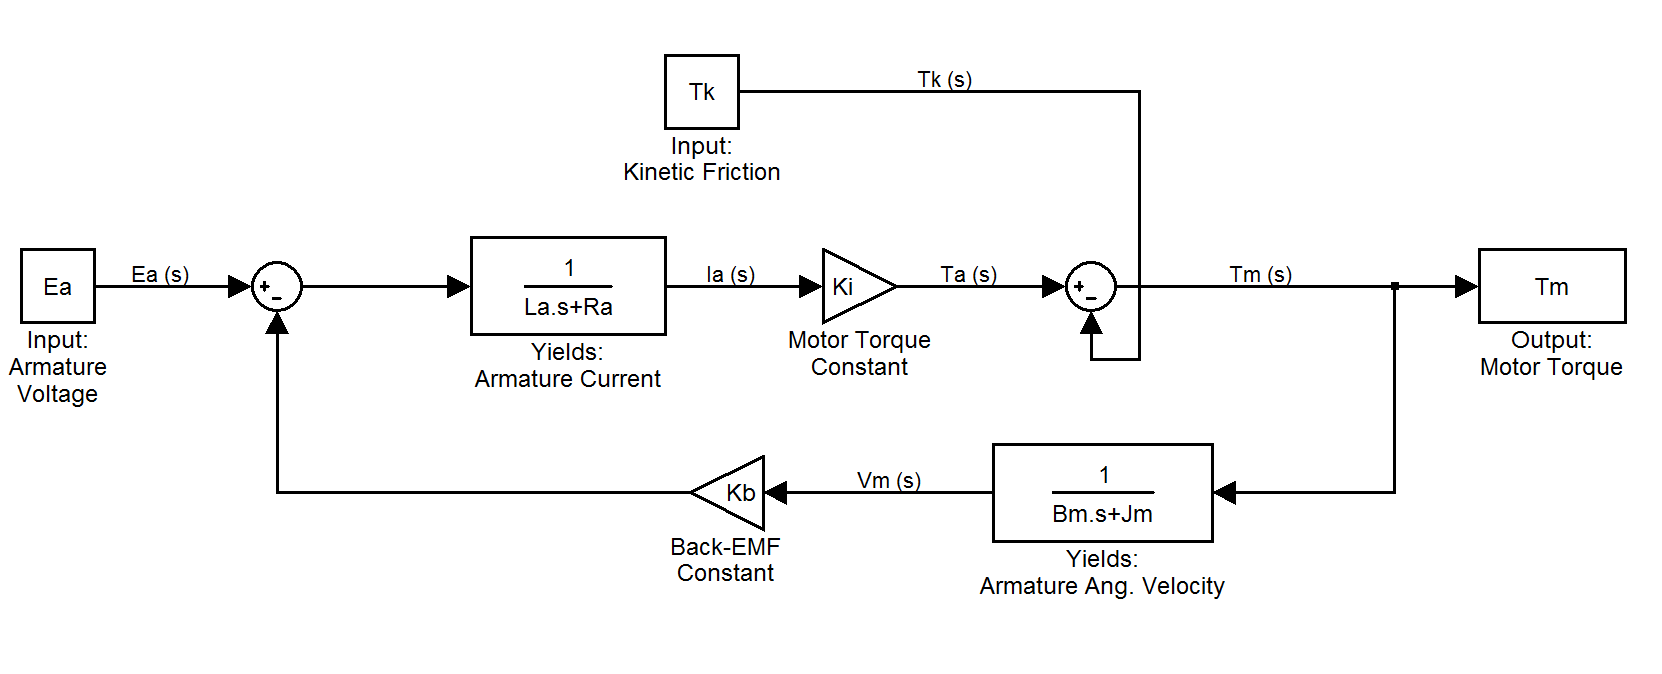 Tk
Tk (s)
Input:
Kinetic Friction
Ea
Ea (s)
+
−
1
La.s+Ra
Ia (s)
Ki
Ta (s)
+
−
Tm (s)
Tm
Input:
Armature
Voltage
Yields:
Armature Current
Motor Torque
Constant
Output:
Motor Torque
Kb
Vm (s)
1
Bm.s+Jm
Back-EMF
Constant
Yields:
Armature Ang. Velocity